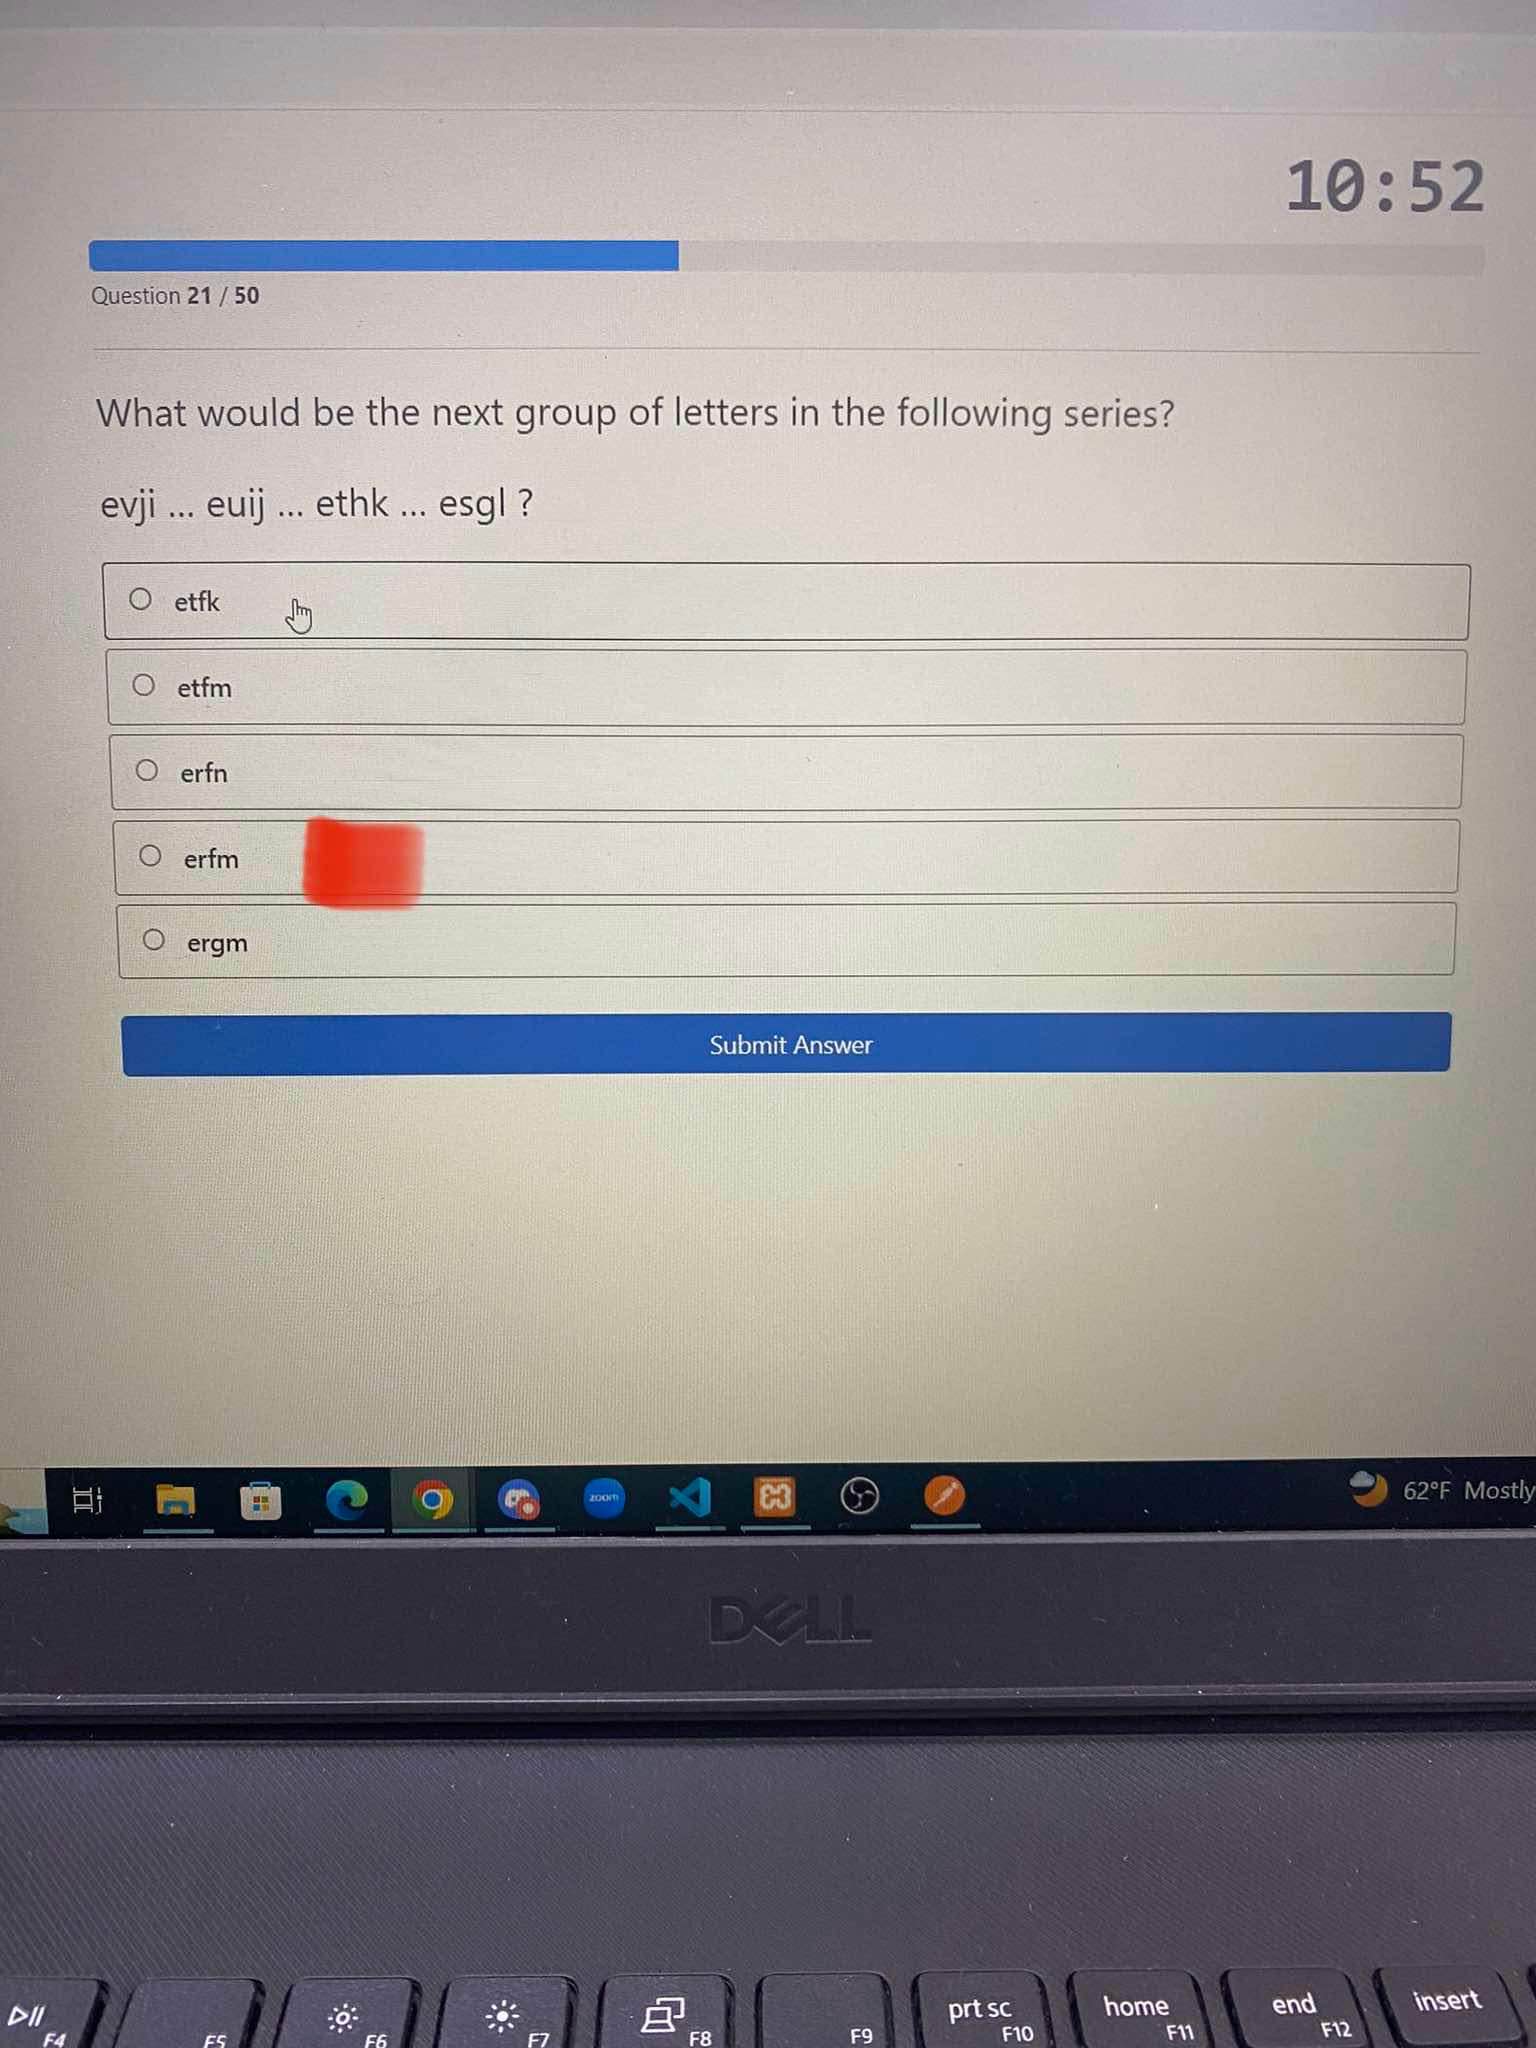 10:52
Question 21 / 50
What would be the next group of letters in the following series?
evji ... euij ... ethk ... esgl ?
etfk
etfm
erfn
erfm
ergm
Submit Answer
zoom
62°F Mostly
DELL
F4
F5
F6
F7
F8
F9
prt sc
F10
home
F11
end
F12
insert